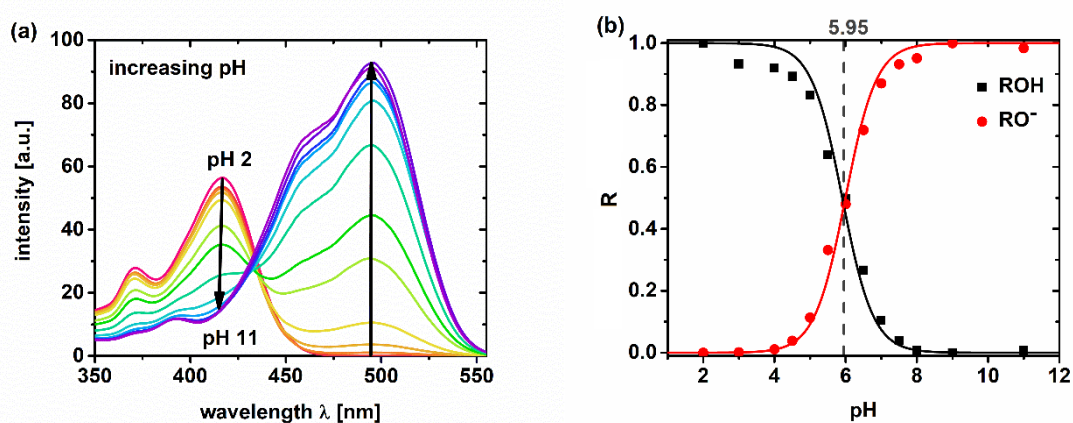 (a)
increasing pH
pH 2
pH 11
100
80
60
40
20
0
intensity [a.u.]
350 400 450 500 550
wavelength λ [nm]
(b)
5.95
ROH
RO⁻
1.0
0.8
0.6
0.4
0.2
0.0
R
0 2 4 6 8 10 12
pH